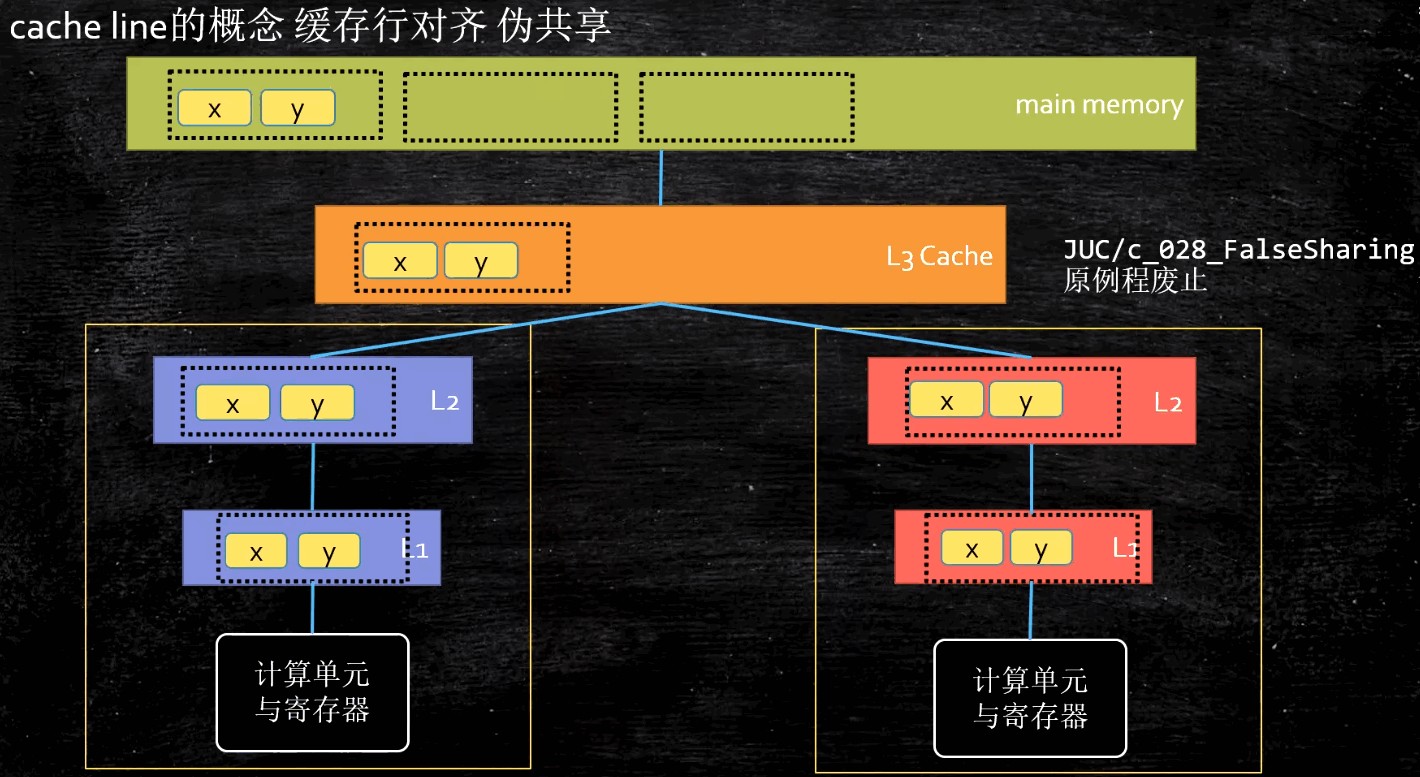 cache line的概念 缓存行对齐 伪共享
x y
main memory
x y
L3 Cache
JUC/c_028_FalseSharing
原例程废止
x y
L2
x y
L2
x y
L1
x y
L1
计算单元
与寄存器
计算单元
与寄存器